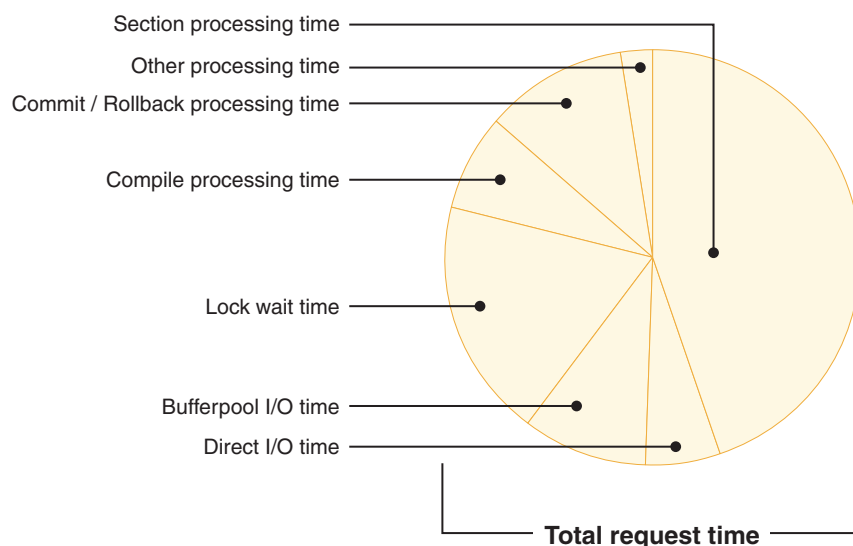 Section processing time
Other processing time
Commit / Rollback processing time
Compile processing time
Lock wait time
Bufferpool I/O time
Direct I/O time
Total request time